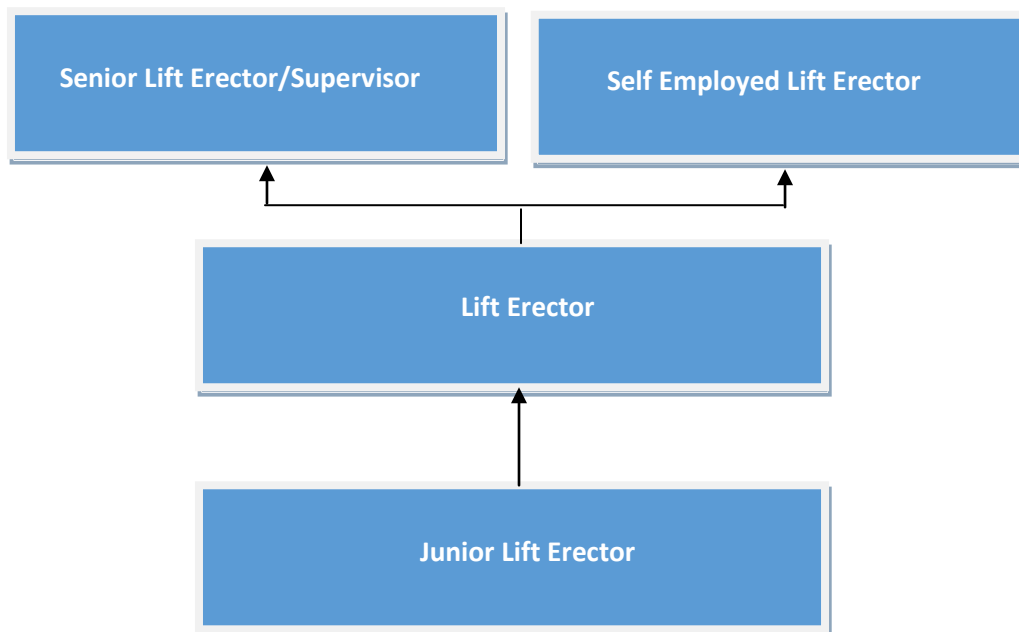 Senior Lift Erector/Supervisor
Self Employed Lift Erector
Lift Erector
Junior Lift Erector